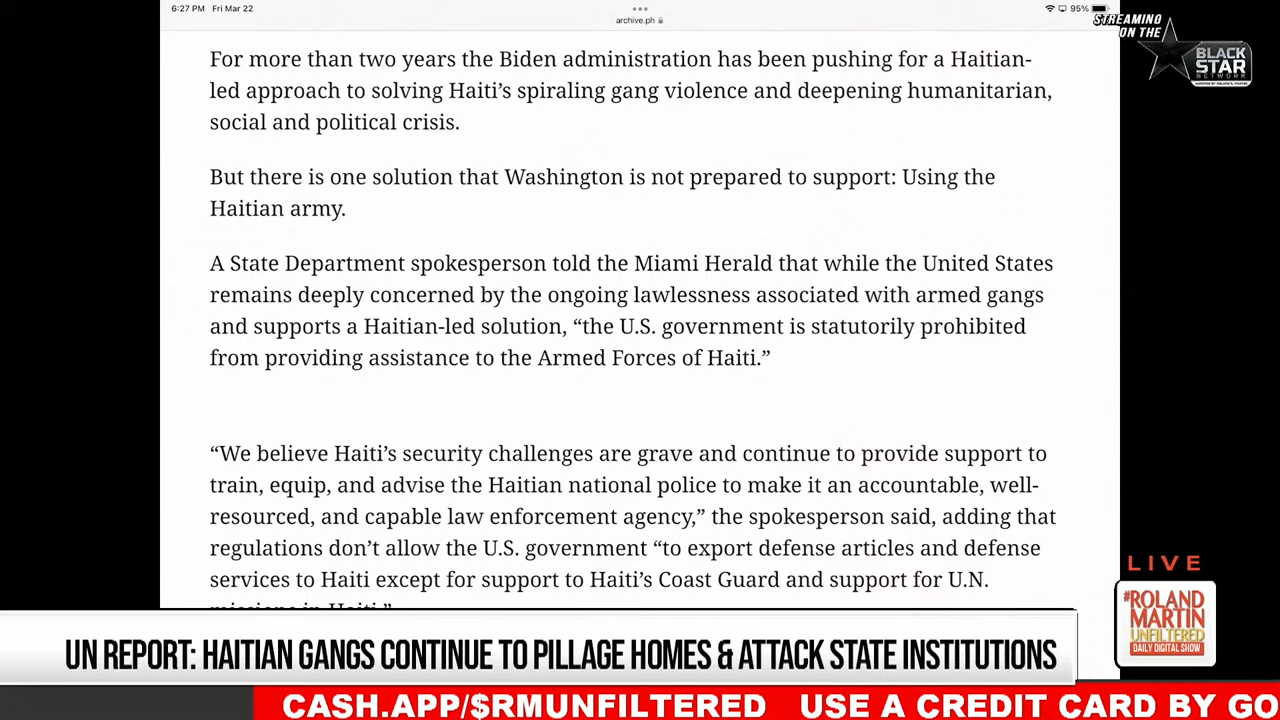 6:27 PM Fri Mar 22
95%
archive.ph
STREAMING
ON THE
BLACK
STAR
NETWORK
For more than two years the Biden administration has been pushing for a Haitian-
led approach to solving Haiti’s spiraling gang violence and deepening humanitarian,
social and political crisis.
But there is one solution that Washington is not prepared to support: Using the
Haitian army.
A State Department spokesperson told the Miami Herald that while the United States
remains deeply concerned by the ongoing lawlessness associated with armed gangs
and supports a Haitian-led solution, “the U.S. government is statutorily prohibited
from providing assistance to the Armed Forces of Haiti.”
“We believe Haiti’s security challenges are grave and continue to provide support to
train, equip, and advise the Haitian national police to make it an accountable, well-
resourced, and capable law enforcement agency,” the spokesperson said, adding that
regulations don’t allow the U.S. government “to export defense articles and defense
services to Haiti except for support to Haiti’s Coast Guard and support for U.N.
missions in Haiti.”
LIVE
#ROLAND
MARTIN
UNFILTERED
DAILY DIGITAL SHOW
UN REPORT: HAITIAN GANGS CONTINUE TO PILLAGE HOMES & ATTACK STATE INSTITUTIONS
CASH.APP/$RMUNFILTERED USE A CREDIT CARD BY GO